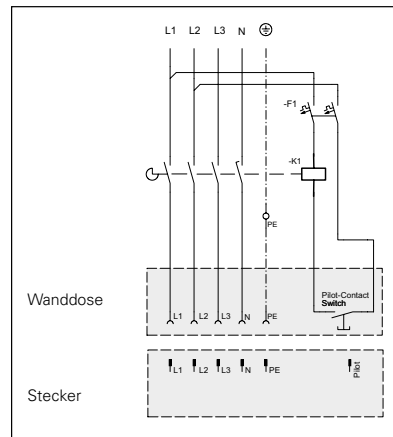 L1 L2 L3 N
-F1
-K1
PE
Wanddose
Pilot-Contact
Switch
L1 L2 L3 N PE
L1 L2 L3 N PE Pilot
Stecker